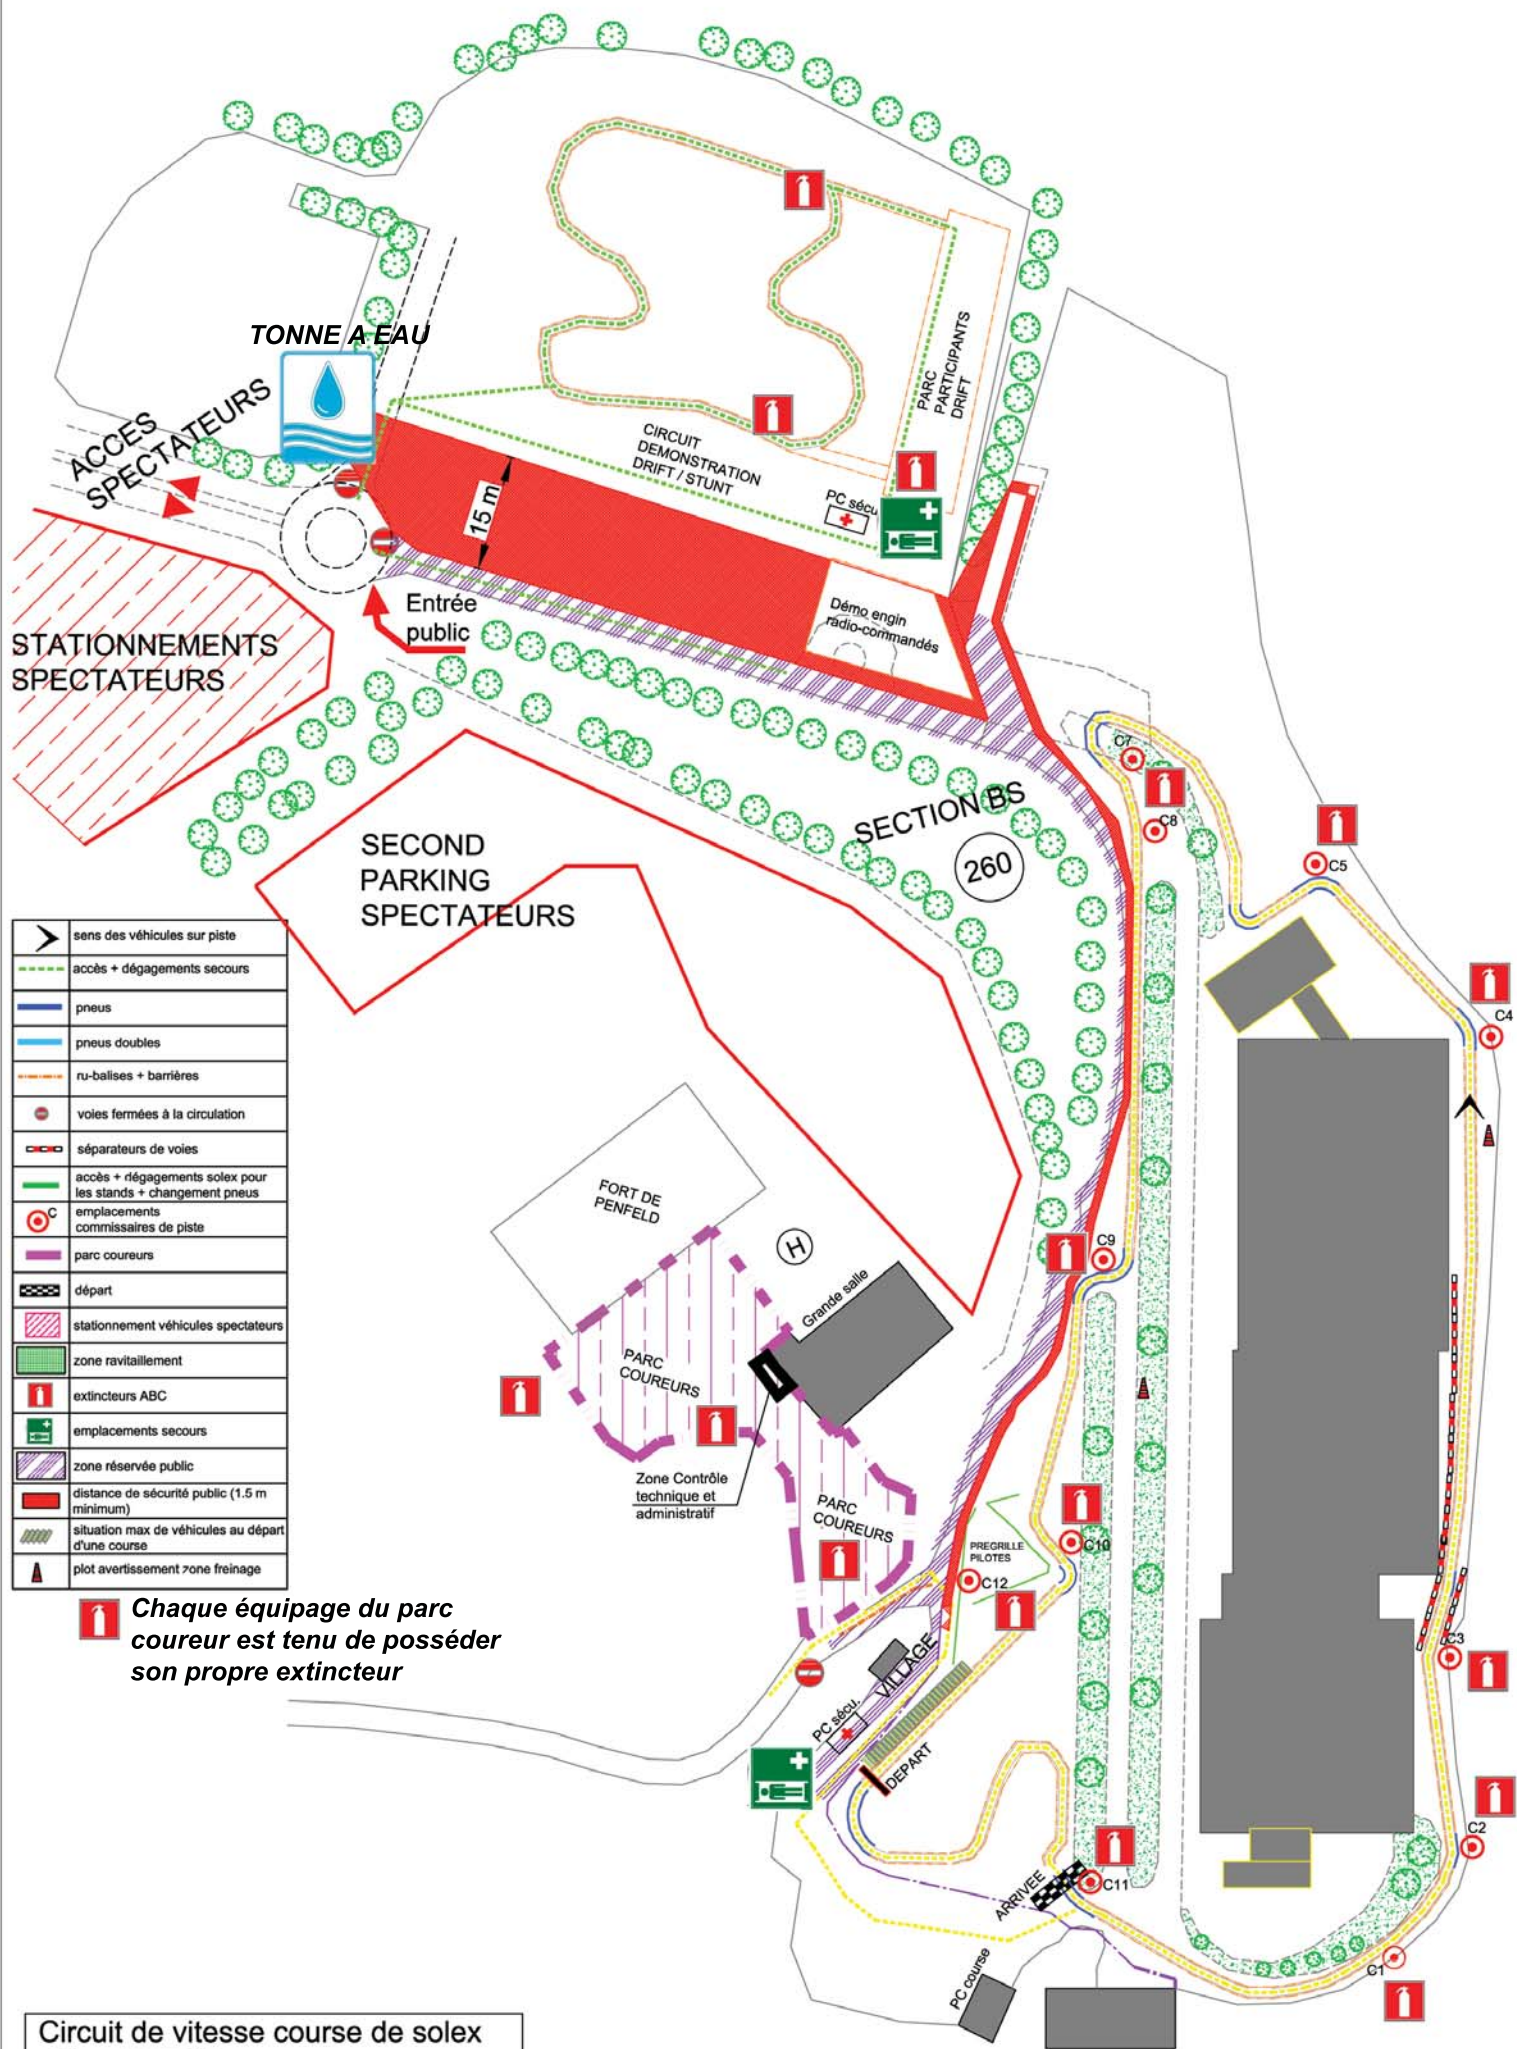 TONNE A EAU
ACCES
SPECTATEURS
PARC
PARTICIPANTS
DRIFT
CIRCUIT
DEMONSTRATION
DRIFT / STUNT
PC sécu
15 m
Démo engin
radio-commandés
Entrée
public
STATIONNEMENTS
SPECTATEURS
C7
C8
SECTION BS
260
C5
SECOND
PARKING
SPECTATEURS
C4
sens des véhicules sur piste
accès + dégagements secours
pneus
pneus doubles
ru-balises + barrières
voies fermées à la circulation
séparateurs de voies
accès + dégagements solex pour
les stands + changement pneus
C
emplacements
commissaires de piste
parc coureurs
départ
stationnement véhicules spectateurs
zone ravitaillement
extincteurs ABC
emplacements secours
zone réservée public
distance de sécurité public (1.5 m
minimum)
situation max de véhicules au départ
d'une course
plot avertissement zone freinage
FORT DE
PENFELD
H
C9
Grande salle
PARC
COUREURS
Zone Contrôle
technique et
administratif
PARC
COUREURS
PREGRILLE
PILOTES
C10
C12
Chaque équipage du parc
coureur est tenu de posséder
son propre extincteur
C3
VILLAGE
PC sécu.
DEPART
C2
ARRIVEE
C11
C1
PC course
Circuit de vitesse course de solex